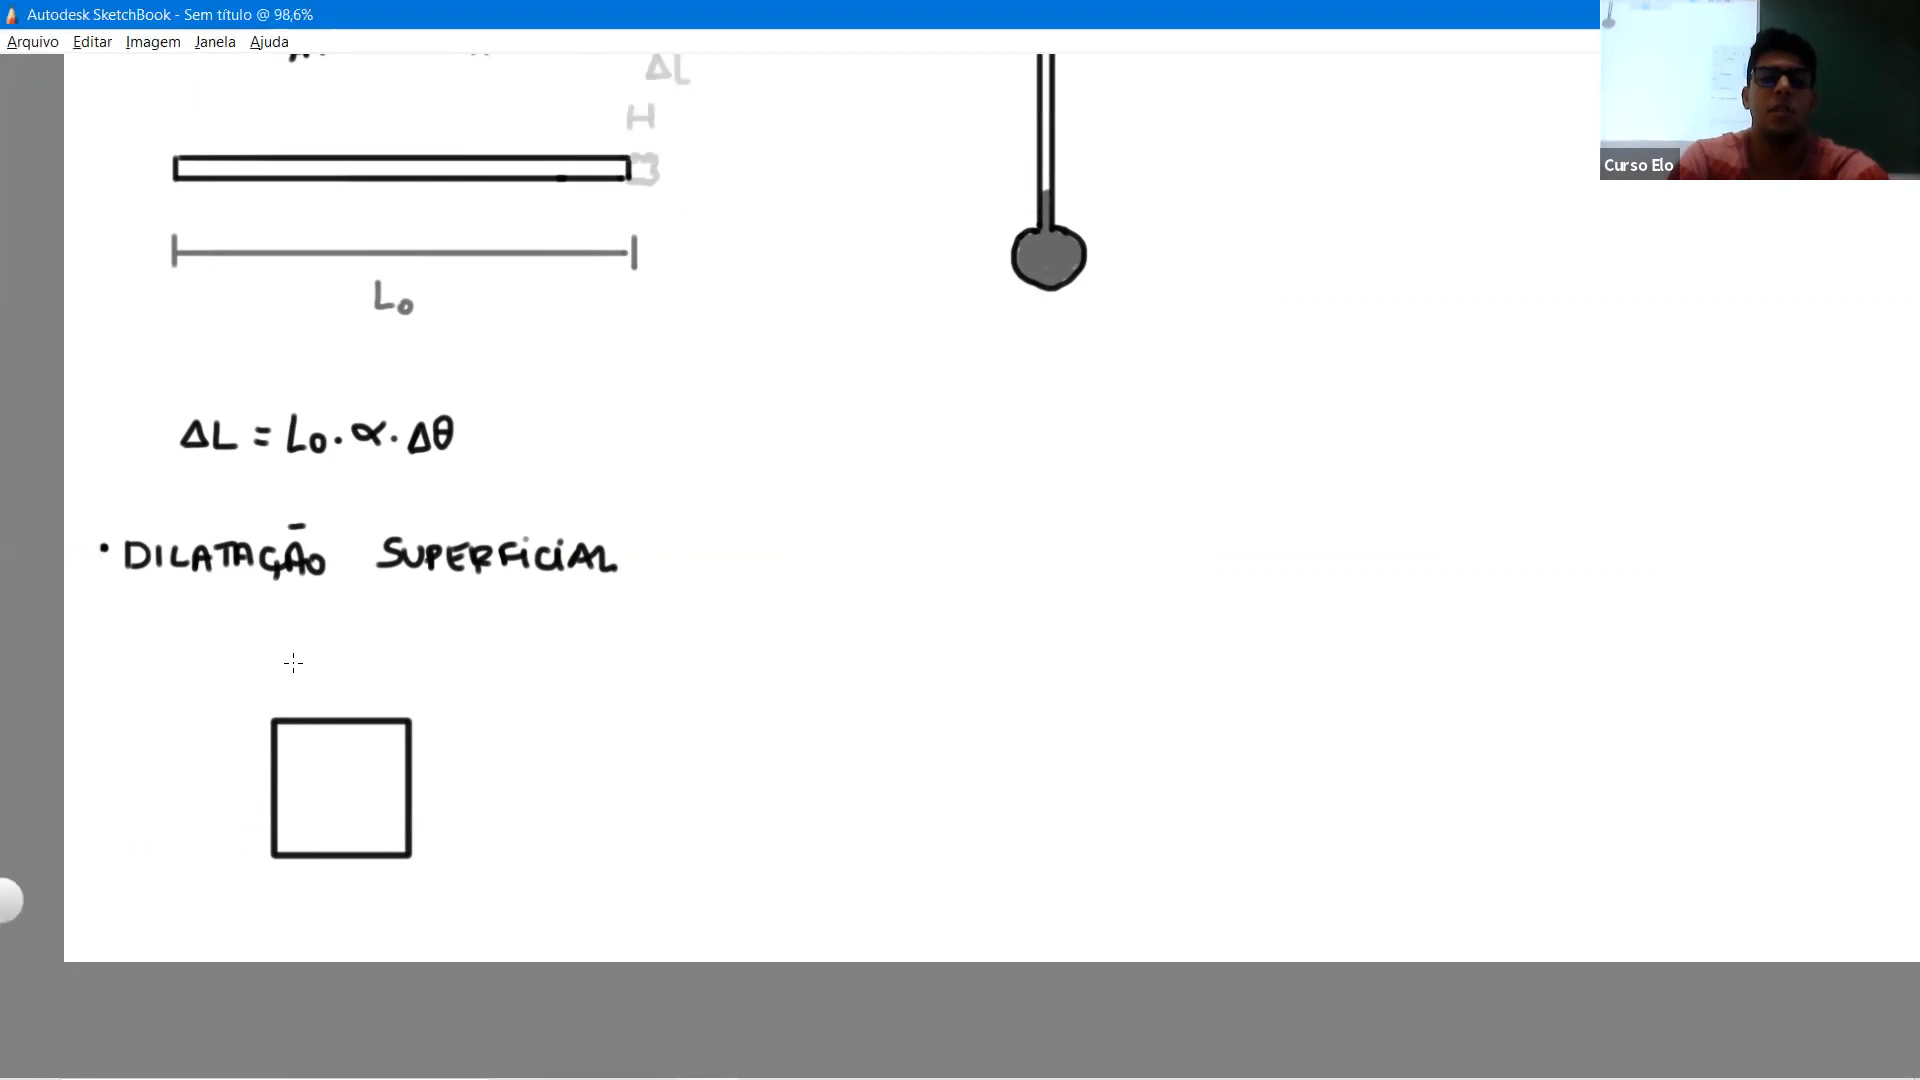 Autodesk SketchBook - Sem título @ 98,6%
Arquivo Editar Imagem Janela Ajuda
Curso Elo
ΔL
L₀
ΔL = L₀ . α . Δθ
• DILATAÇÃO SUPERFICIAL